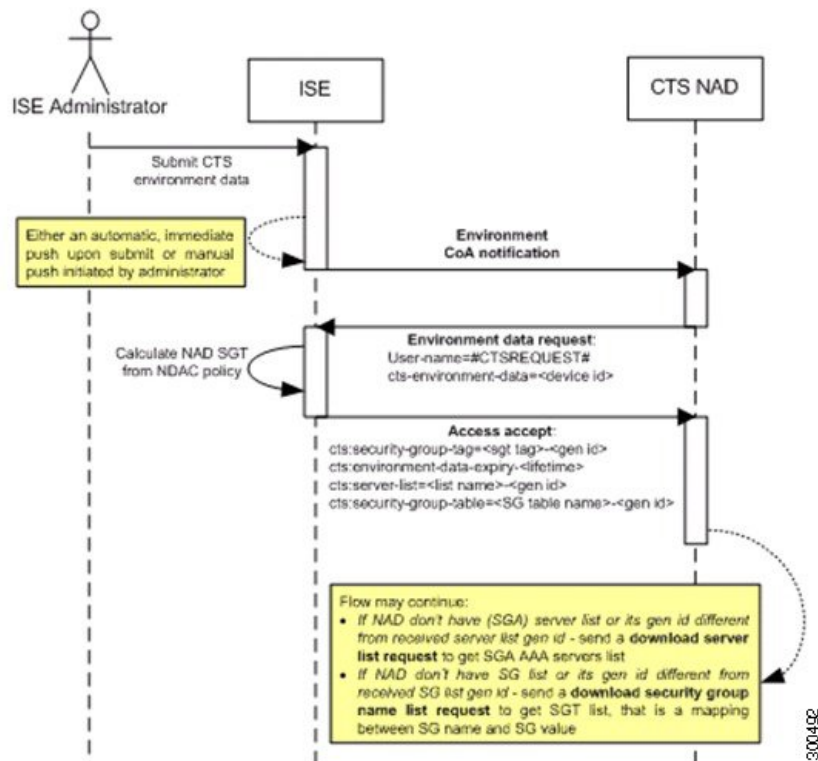 ISE Administrator
ISE
CTS NAD
Submit CTS
environment data
Either an automatic, immediate
push upon submit or manual
push initiated by administrator
Environment
CoA notification
Calculate NAD SGT
from NDAC policy
Environment data request:
User-name=#CTSREQUEST#
cts-environment-data=<device id>
Access accept:
cts:security-group-tag=<sgt tag>-<gen id>
cts:environment-data-expiry-<lifetime>
cts:server-list=<list name>-<gen id>
cts:security-group-table=<SG table name>-<gen id>
Flow may continue:
• If NAD don't have (SGA) server list or its gen id different
from received server list gen id - send a download server
list request to get SGA AAA servers list
• If NAD don't have SG list or its gen id different from
received SG list gen id - send a download security group
name list request to get SGT list, that is a mapping
between SG name and SG value
300492